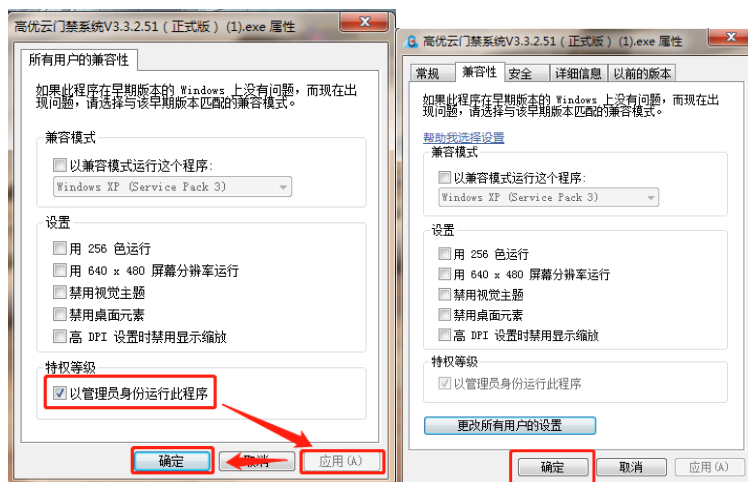 高优云门禁系统V3.3.2.51（正式版） (1).exe 属性
所有用户的兼容性
如果此程序在早期版本的 Windows 上没有问题，而现在出
现问题，请选择与该早期版本匹配的兼容模式。
兼容模式
以兼容模式运行这个程序:
Windows XP (Service Pack 3)
设置
用 256 色运行
用 640 x 480 屏幕分辨率运行
禁用视觉主题
禁用桌面元素
高 DPI 设置时禁用显示缩放
特权等级
以管理员身份运行此程序
确定
取消
应用(A)
高优云门禁系统V3.3.2.51（正式版） (1).exe 属性
常规 兼容性 安全 详细信息 以前的版本
如果此程序在早期版本的 Windows 上没有问题，而现在出
现问题，请选择与该早期版本匹配的兼容模式。
帮助我选择设置
兼容模式
以兼容模式运行这个程序:
Windows XP (Service Pack 3)
设置
用 256 色运行
用 640 x 480 屏幕分辨率运行
禁用视觉主题
禁用桌面元素
高 DPI 设置时禁用显示缩放
特权等级
以管理员身份运行此程序
更改所有用户的设置
确定
取消
应用(A)